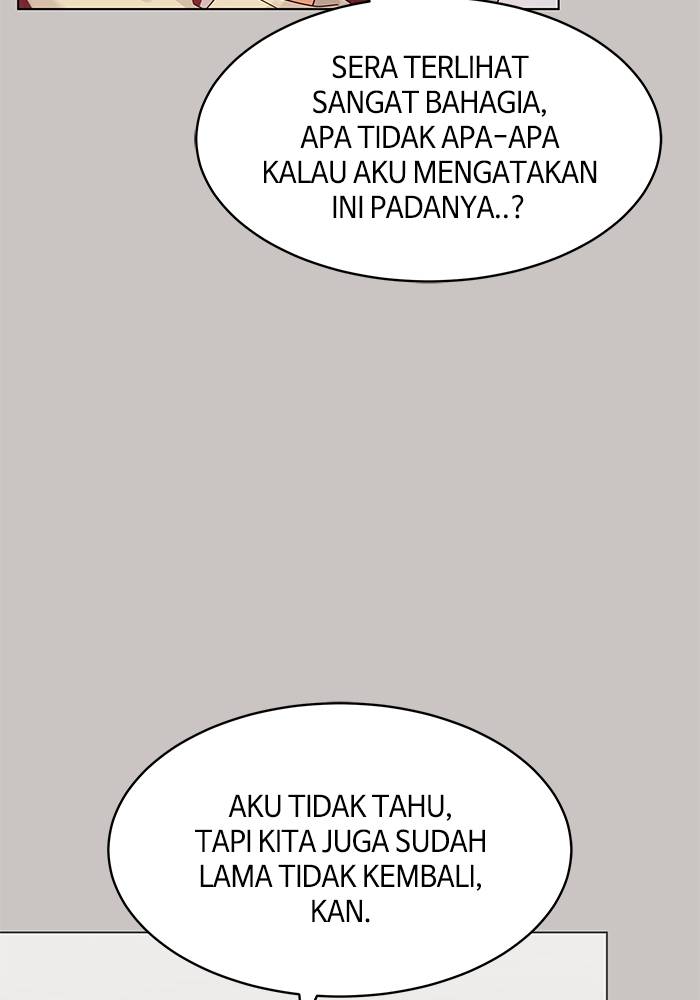 SERA TERLIHAT
SANGAT BAHAGIA,
APA TIDAK APA-APA
KALAU AKU MENGATAKAN
INI PADANYA..?
AKU TIDAK TAHU,
TAPI KITA JUGA SUDAH
LAMA TIDAK KEMBALI,
KAN.